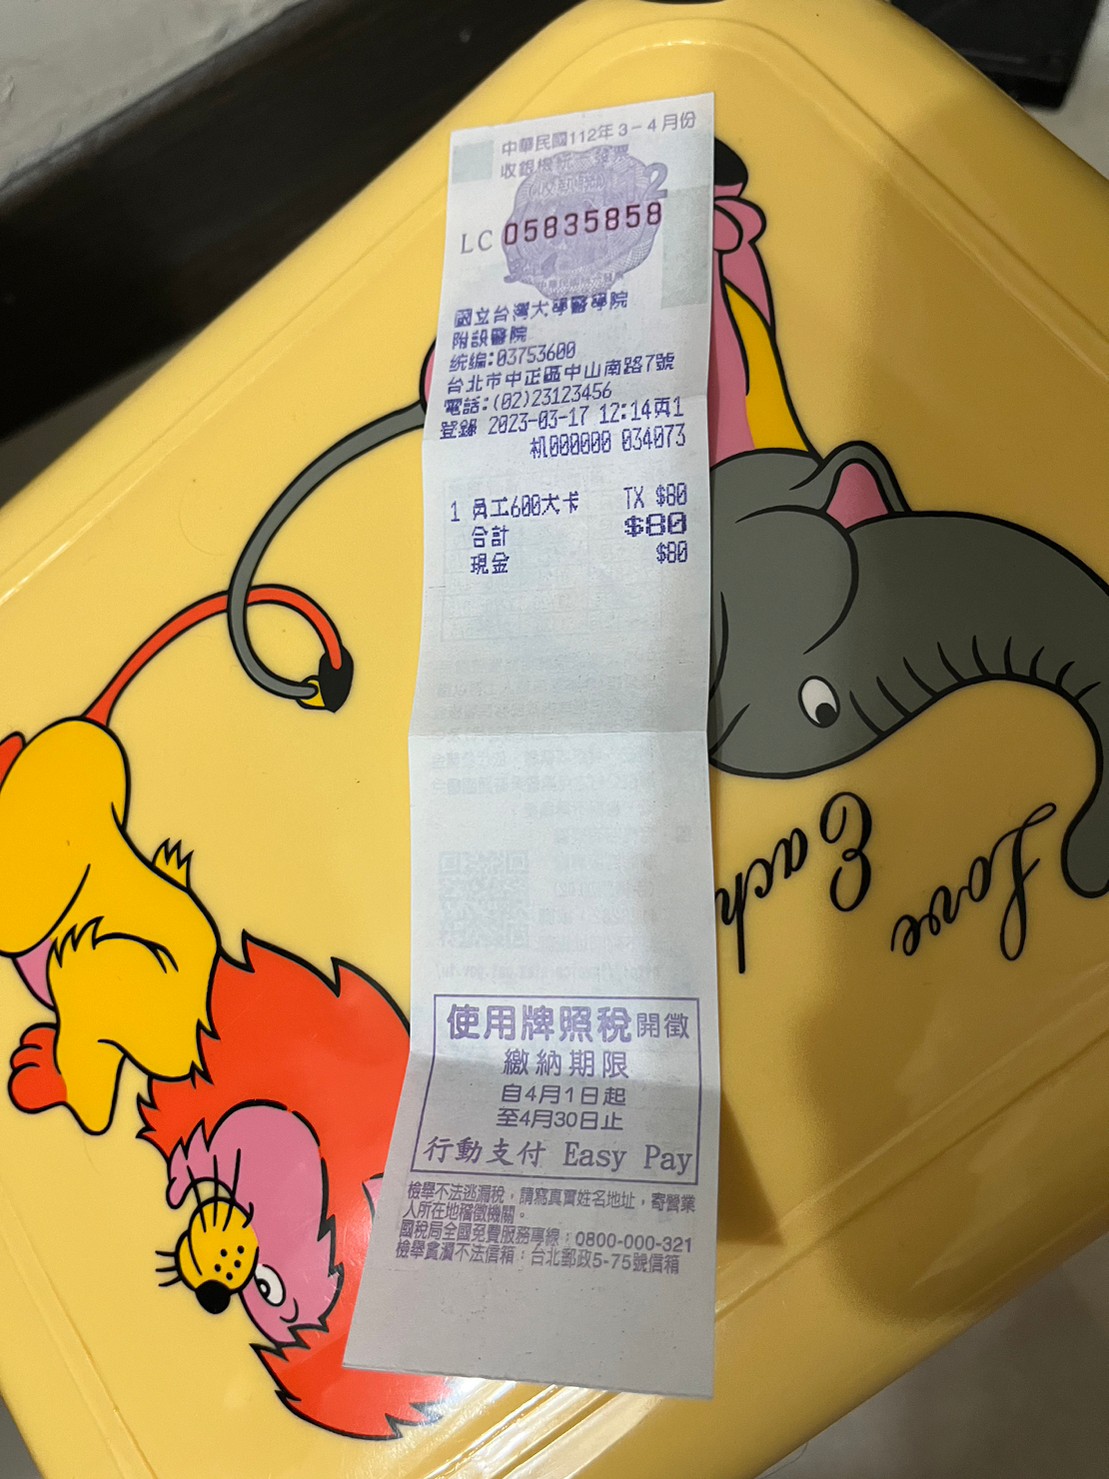 中華民國112年3－4月份
收銀機統一發票
(收執聯)
2
LC 05835858
國立台灣大學醫學院
附設醫院
統編:03753600
台北市中正區中山南路7號
電話:(02)23123456
登錄 2023-03-17 12:14頁1
机000000 034073
1 員工600大卡 TX $80
合計 $80
現金 $80
使用牌照稅開徵
繳納期限
自4月1日起
至4月30日止
行動支付 Easy Pay
檢舉不法逃漏稅，請寫真實姓名地址，寄營業
人所在地稽徵機關。
國稅局全國免費服務專線：0800-000-321
檢舉貪瀆不法信箱：台北郵政5-75號信箱
Love
Each